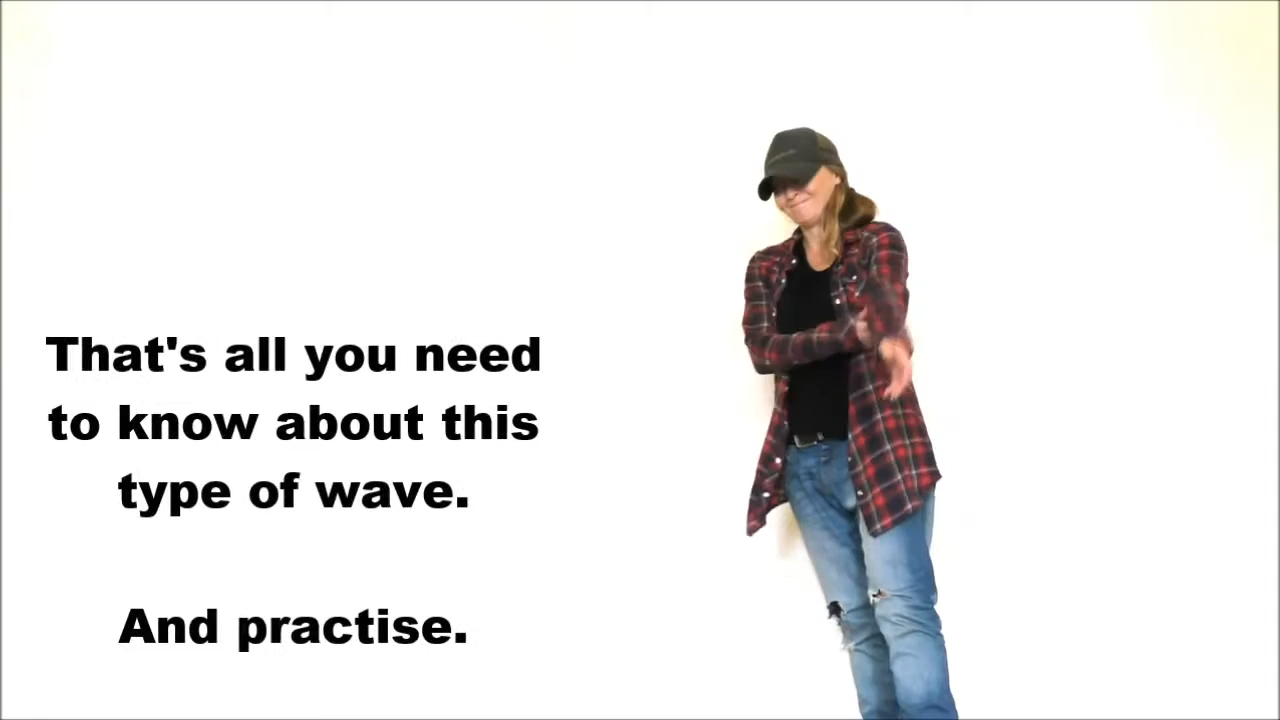 That's all you need
to know about this
type of wave.
And practise.